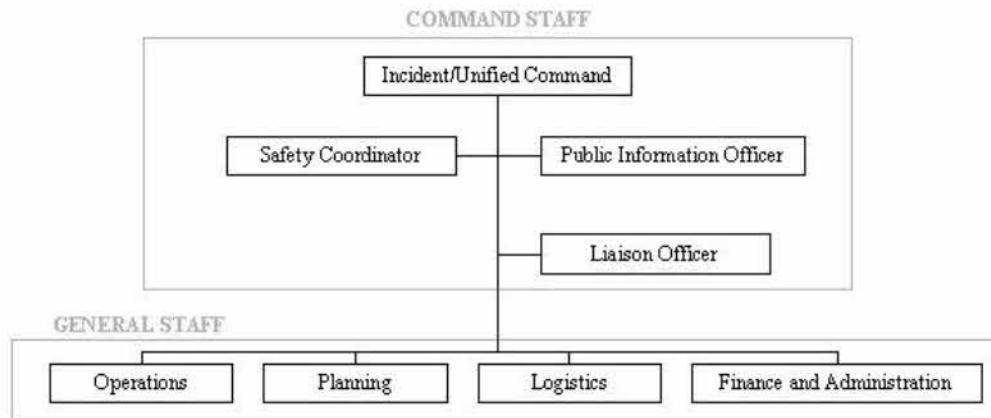 COMMAND STAFF
Incident/Unified Command
Safety Coordinator
Public Information Officer
Liaison Officer
GENERAL STAFF
Operations
Planning
Logistics
Finance and Administration